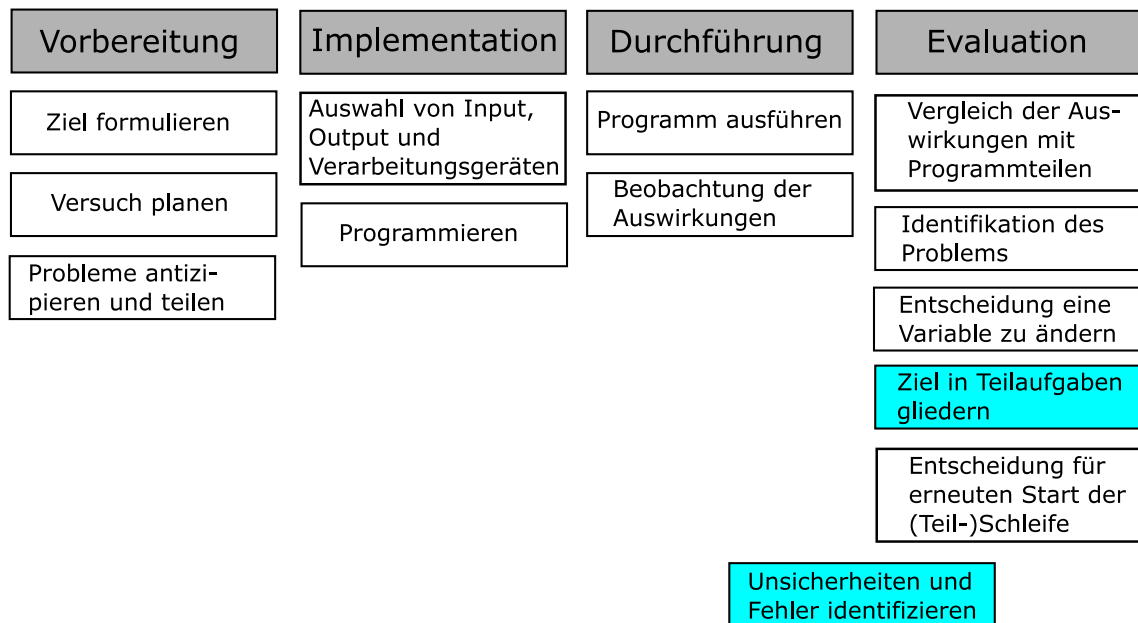 Vorbereitung
Ziel formulieren
Versuch planen
Probleme antizi-
pieren und teilen
Implementation
Auswahl von Input,
Output und
Verarbeitungsgeräten
Programmieren
Durchführung
Programm ausführen
Beobachtung der
Auswirkungen
Evaluation
Vergleich der Aus-
wirkungen mit
Programmteilen
Identifikation des
Problems
Entscheidung eine
Variable zu ändern
Ziel in Teilaufgaben
gliedern
Entscheidung für
erneuten Start der
(Teil-)Schleife
Unsicherheiten und
Fehler identifizieren